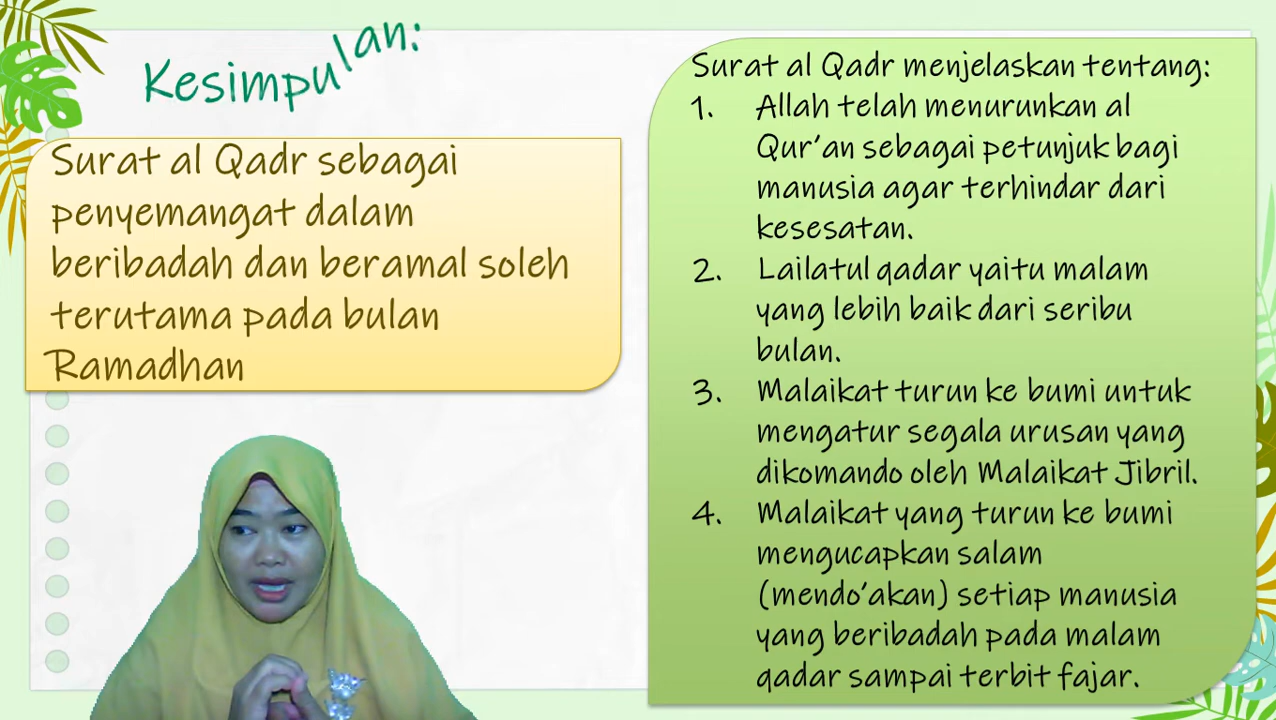 Kesimpulan:
Surat al Qadr sebagai
penyemangat dalam
beribadah dan beramal soleh
terutama pada bulan
Ramadhan
Surat al Qadr menjelaskan tentang:
1. Allah telah menurunkan al
Qur'an sebagai petunjuk bagi
manusia agar terhindar dari
kesesatan.
2. Lailatul qadar yaitu malam
yang lebih baik dari seribu
bulan.
3. Malaikat turun ke bumi untuk
mengatur segala urusan yang
dikomando oleh Malaikat Jibril.
4. Malaikat yang turun ke bumi
mengucapkan salam
(mendo'akan) setiap manusia
yang beribadah pada malam
qadar sampai terbit fajar.